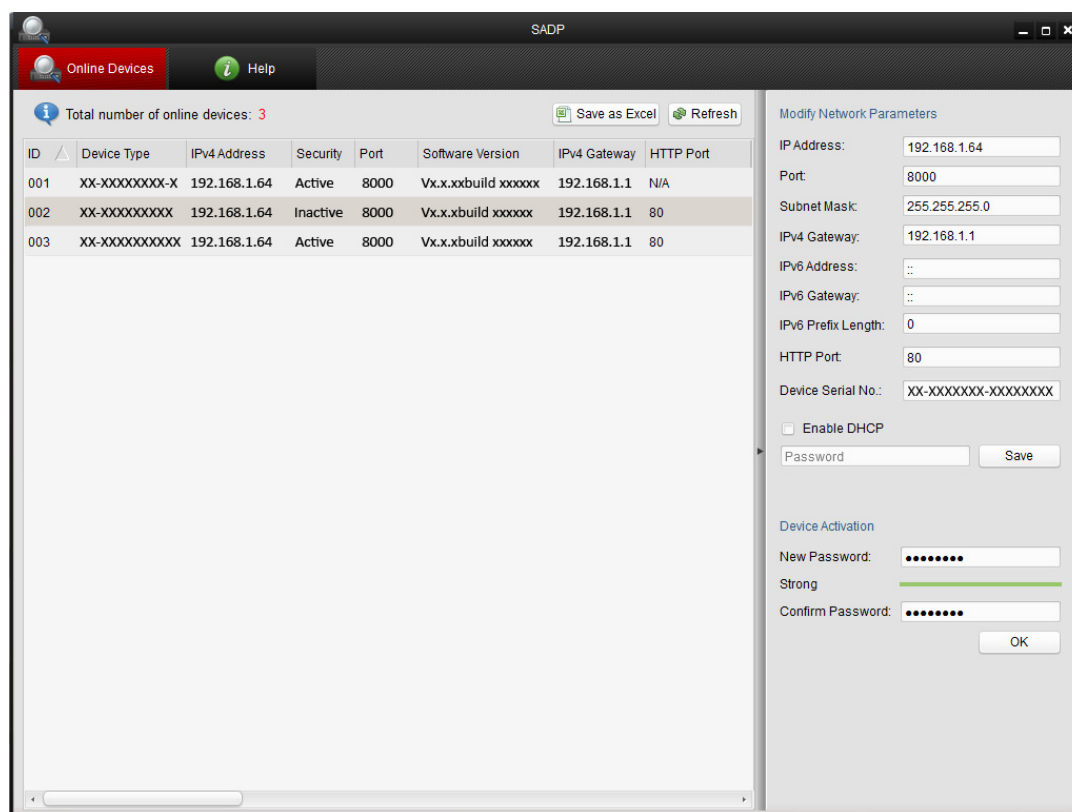 SADP
Online Devices Help
Total number of online devices: 3 Save as Excel Refresh
ID Device Type IPv4 Address Security Port Software Version IPv4 Gateway HTTP Port
001 XX-XXXXXXXX-X 192.168.1.64 Active 8000 Vx.x.xxbuild xxxxxx 192.168.1.1 N/A
002 XX-XXXXXXXXX 192.168.1.64 Inactive 8000 Vx.x.xbuild xxxxxx 192.168.1.1 80
003 XX-XXXXXXXXXX 192.168.1.64 Active 8000 Vx.x.xbuild xxxxxx 192.168.1.1 80
Modify Network Parameters
IP Address: 192.168.1.64
Port: 8000
Subnet Mask: 255.255.255.0
IPv4 Gateway: 192.168.1.1
IPv6 Address: ::
IPv6 Gateway: ::
IPv6 Prefix Length: 0
HTTP Port: 80
Device Serial No.: XX-XXXXXXX-XXXXXXXX
Enable DHCP
Password Save
Device Activation
New Password: ●●●●●●●●
Strong
Confirm Password: ●●●●●●●●
OK